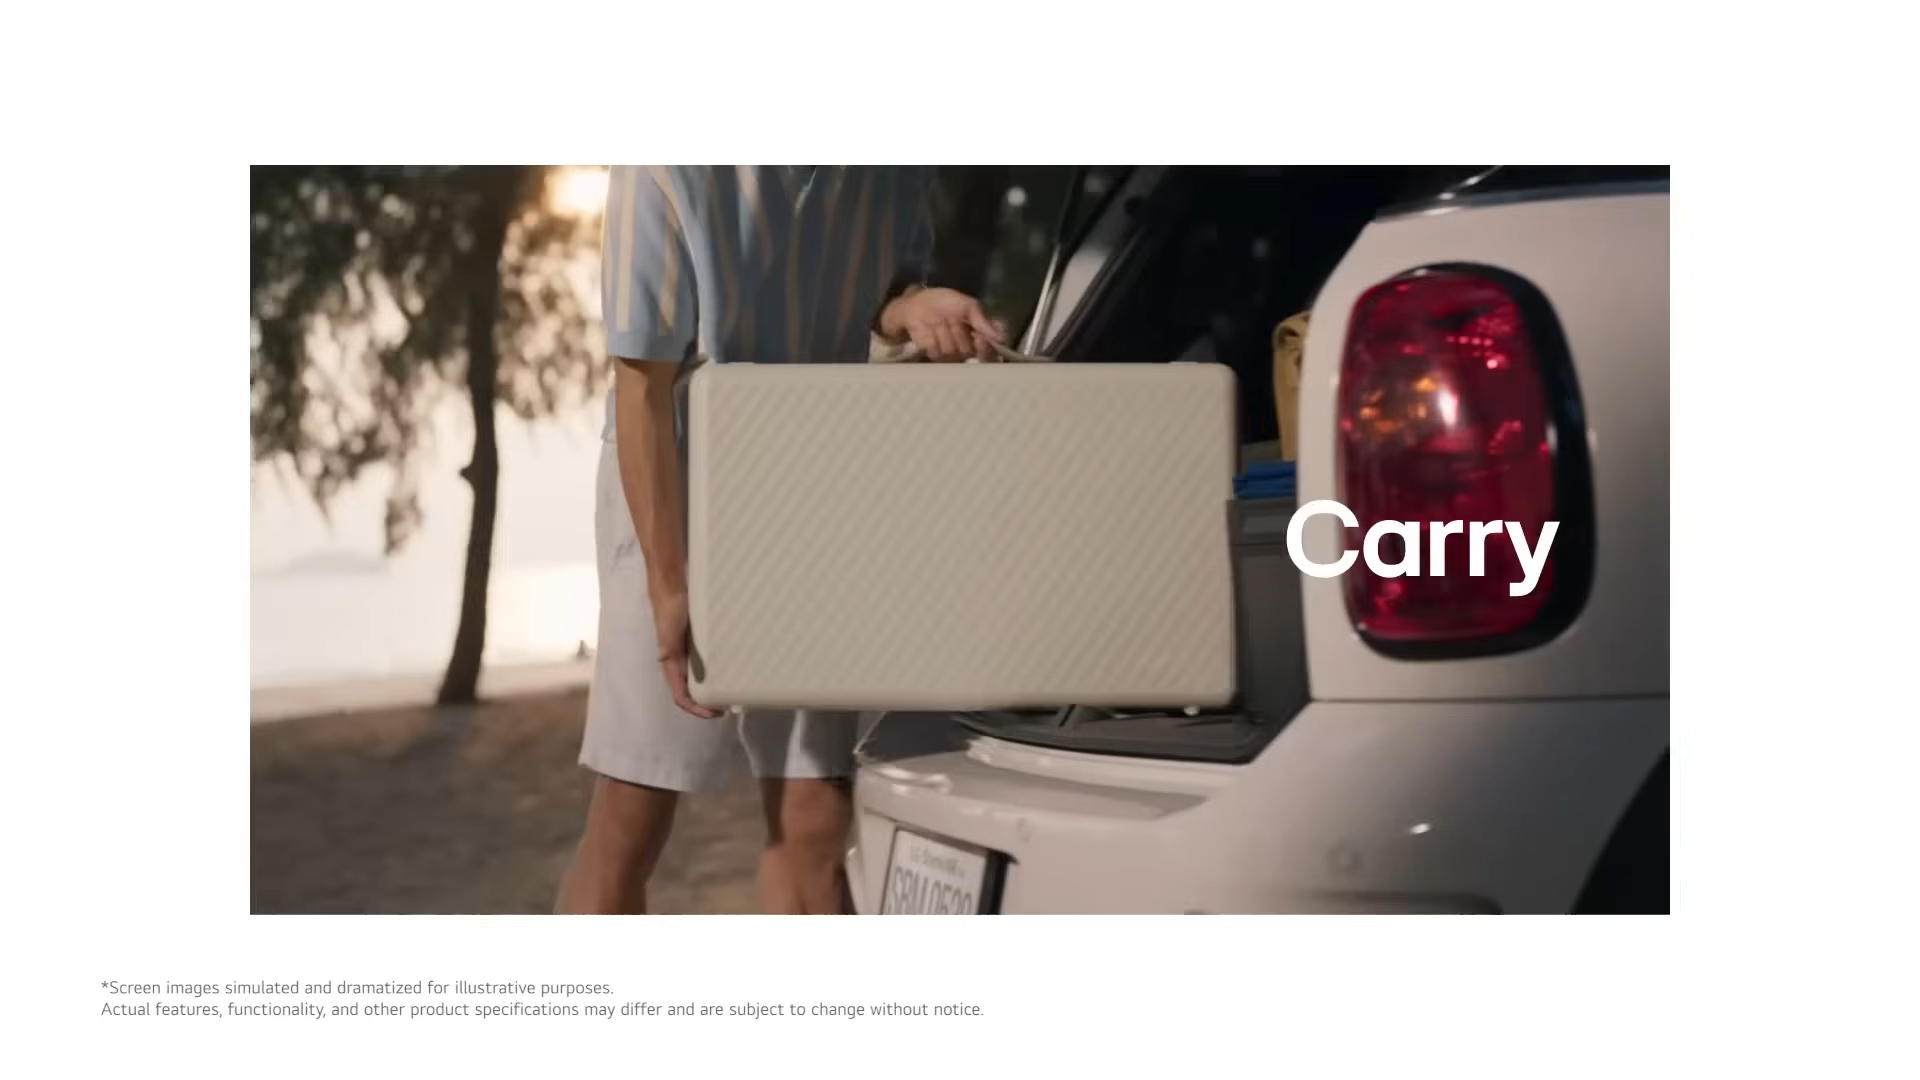 Carry
*Screen images simulated and dramatized for illustrative purposes.
Actual features, functionality, and other product specifications may differ and are subject to change without notice.